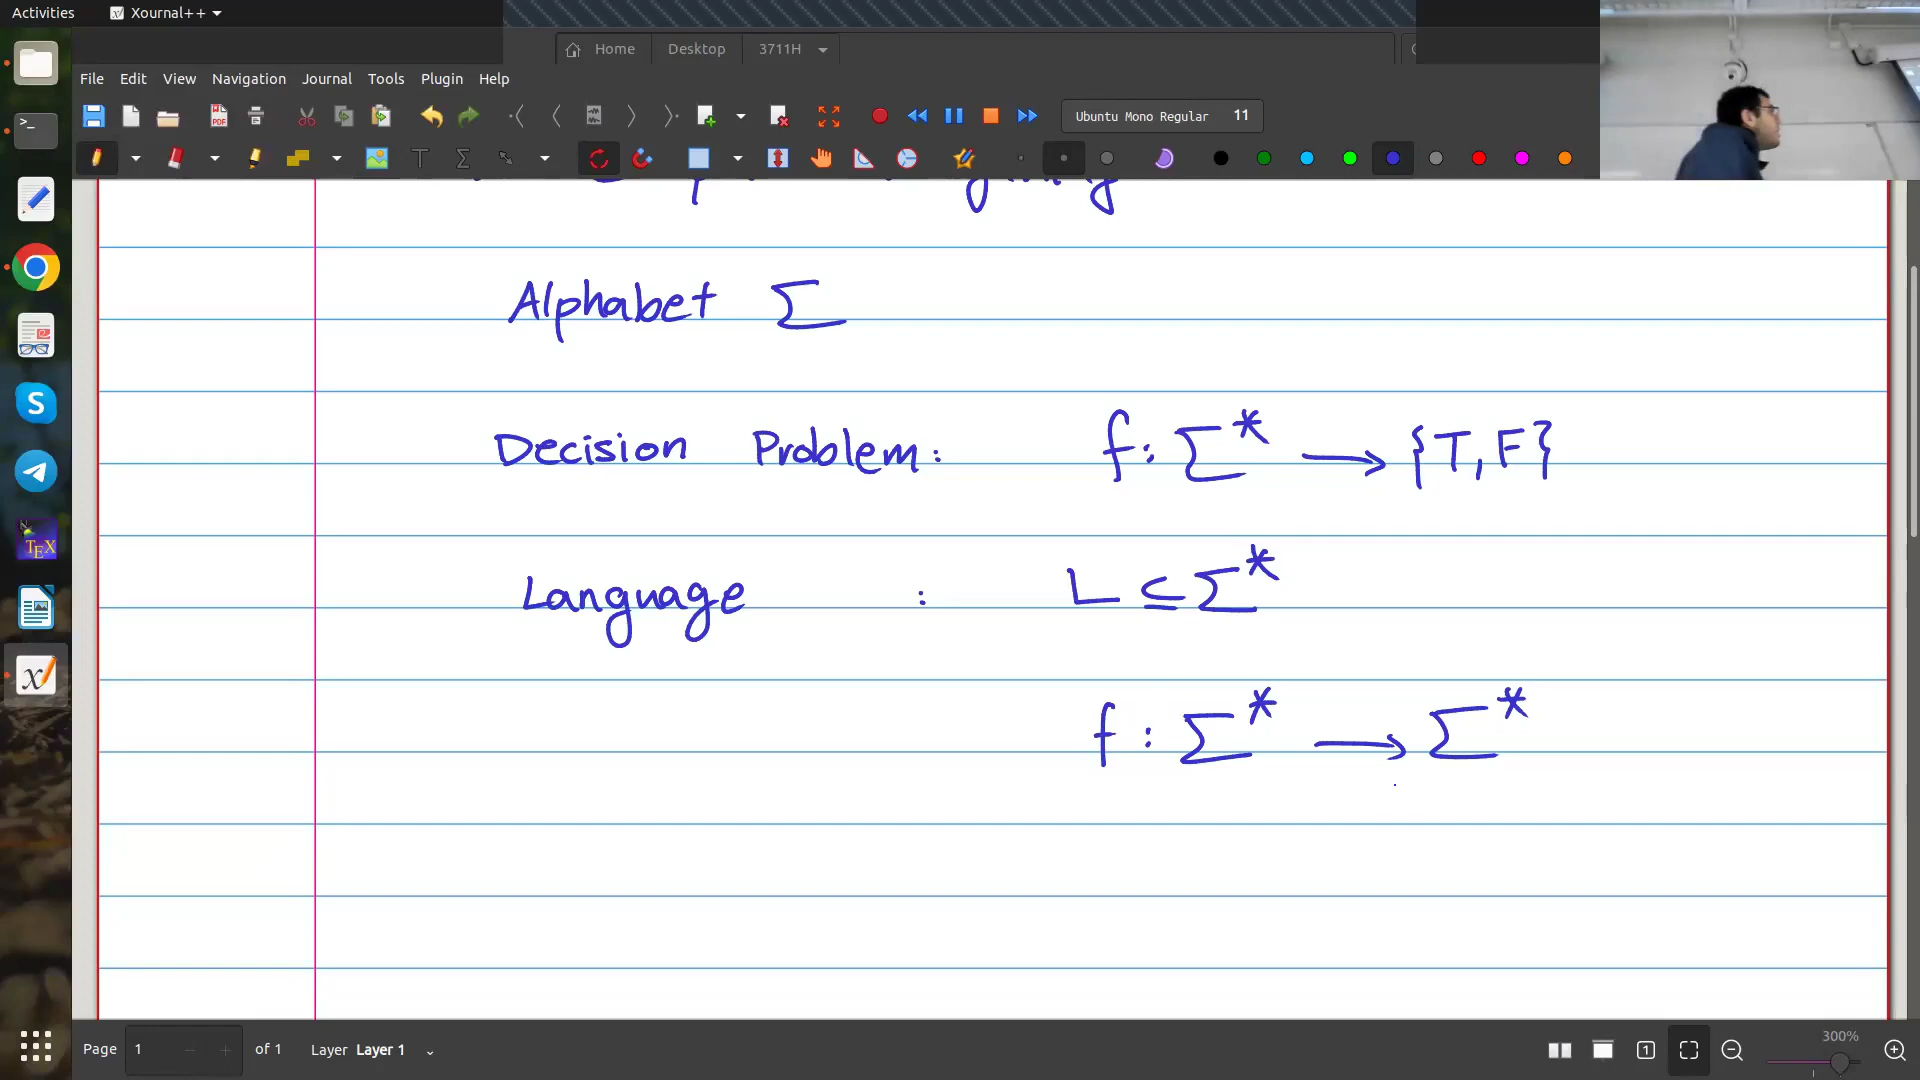 Activities Xournal++
Home Desktop 3711H
File Edit View Navigation Journal Tools Plugin Help
Ubuntu Mono Regular 11
Alphabet Σ
Decision Problem: f: Σ* → {T, F}
Language : L ⊆ Σ*
f : Σ* → Σ*
Page 1 of 1 Layer Layer 1 300%